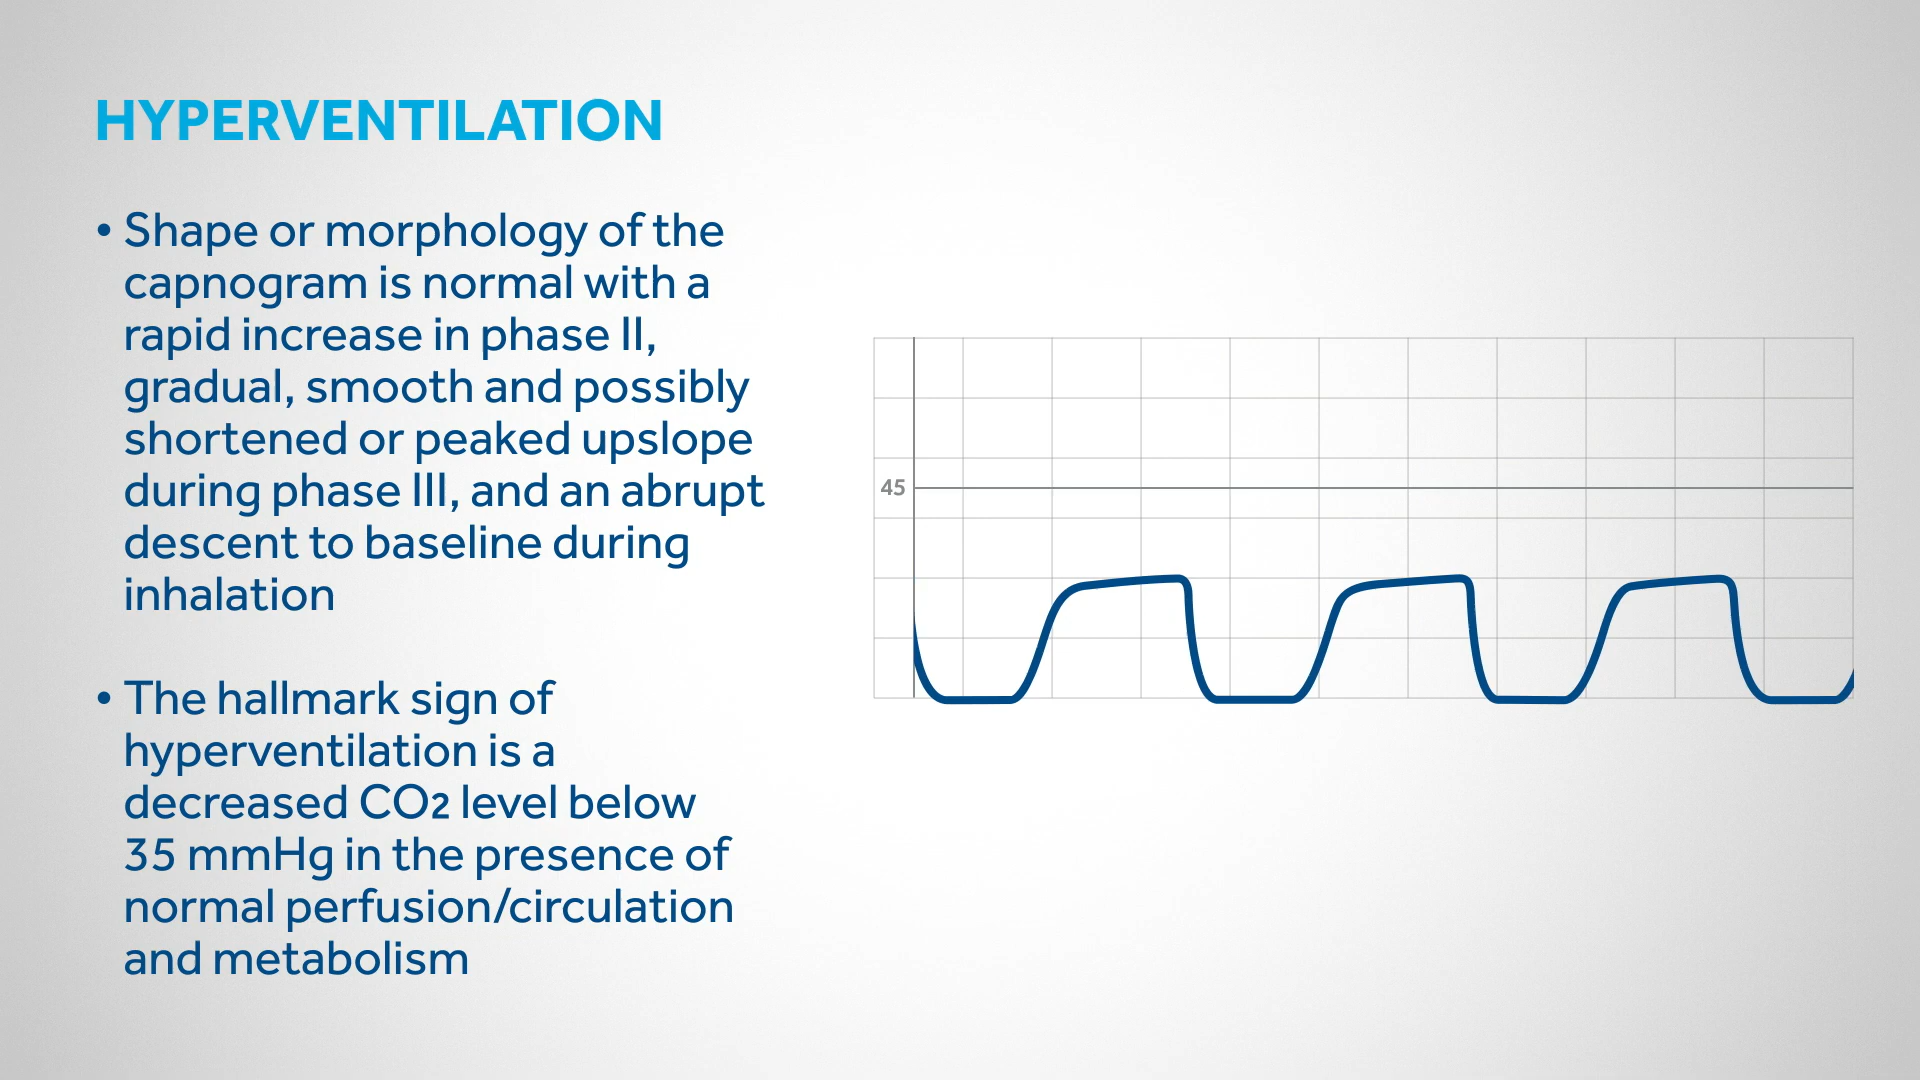 HYPERVENTILATION
• Shape or morphology of the
capnogram is normal with a
rapid increase in phase II,
gradual, smooth and possibly
shortened or peaked upslope
during phase III, and an abrupt
descent to baseline during
inhalation
• The hallmark sign of
hyperventilation is a
decreased CO2 level below
35 mmHg in the presence of
normal perfusion/circulation
and metabolism
45